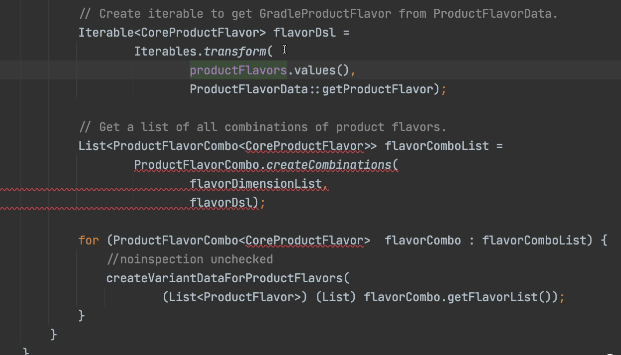 // Create iterable to get GradleProductFlavor from ProductFlavorData.
Iterable<CoreProductFlavor> flavorDsl =
Iterables.transform(
productFlavors.values(),
ProductFlavorData::getProductFlavor);
// Get a list of all combinations of product flavors.
List<ProductFlavorCombo<CoreProductFlavor>> flavorComboList =
ProductFlavorCombo.createCombinations(
flavorDimensionList,
flavorDsl);
for (ProductFlavorCombo<CoreProductFlavor>  flavorCombo : flavorComboList) {
//noinspection unchecked
createVariantDataForProductFlavors(
(List<ProductFlavor>) (List) flavorCombo.getFlavorList());
}
}
}